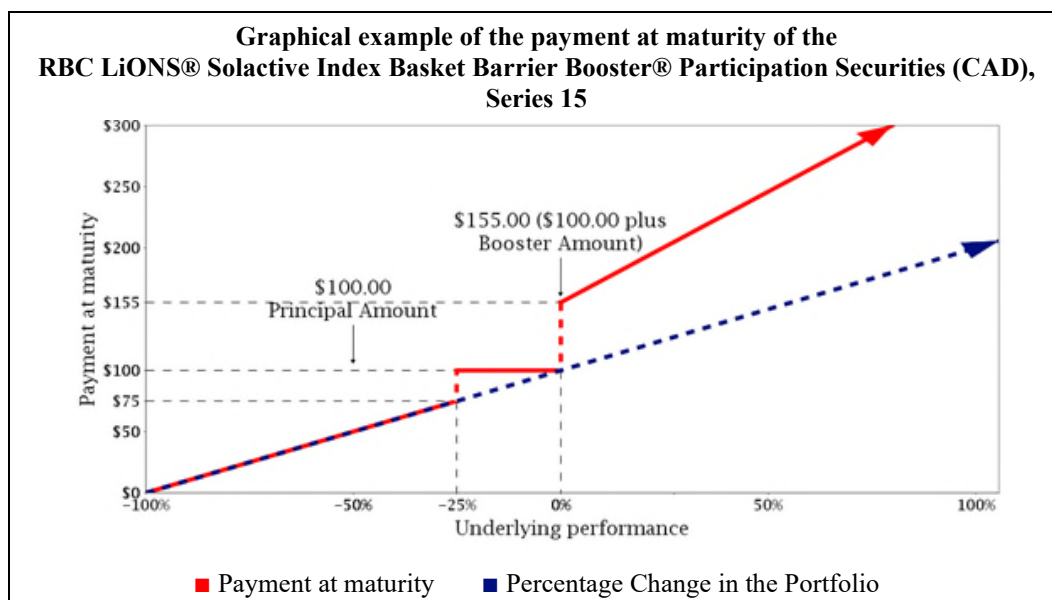 Graphical example of the payment at maturity of the
RBC LiONS® Solactive Index Basket Barrier Booster® Participation Securities (CAD),
Series 15
Payment at maturity
$300
$250
$200
$155
$100
$75
$50
$0
$155.00 ($100.00 plus
Booster Amount)
$100.00
Principal Amount
−100%
−50%
−25%
0%
50%
100%
Underlying performance
Payment at maturity
Percentage Change in the Portfolio